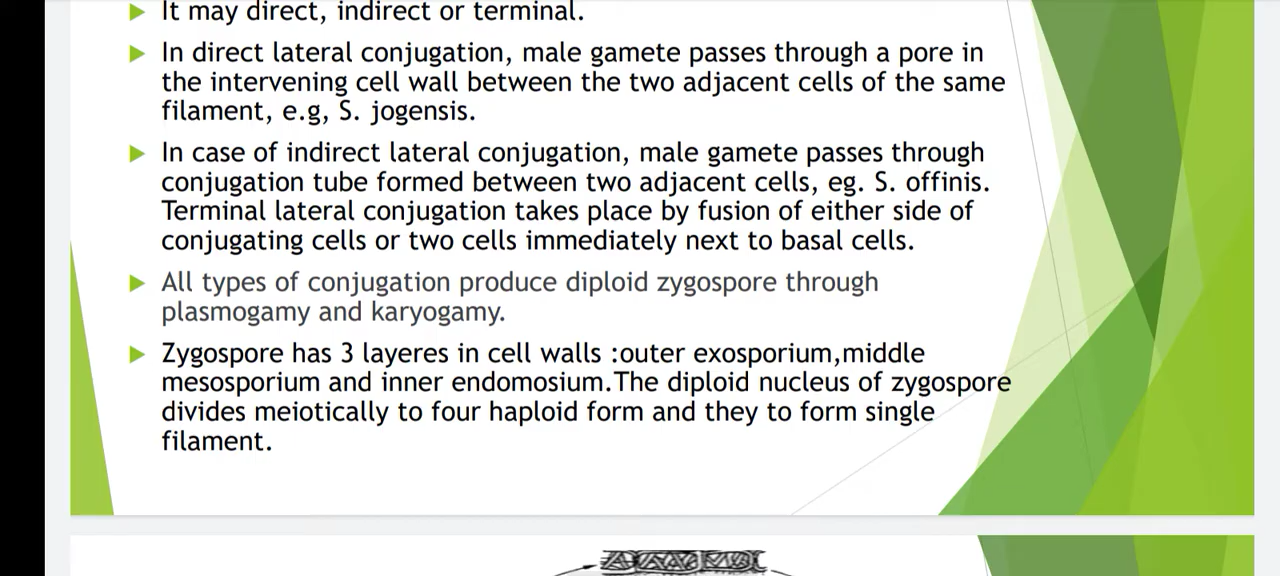 It may direct, indirect or terminal.
In direct lateral conjugation, male gamete passes through a pore in
the intervening cell wall between the two adjacent cells of the same
filament, e.g, S. jogensis.
In case of indirect lateral conjugation, male gamete passes through
conjugation tube formed between two adjacent cells, eg. S. offinis.
Terminal lateral conjugation takes place by fusion of either side of
conjugating cells or two cells immediately next to basal cells.
All types of conjugation produce diploid zygospore through
plasmogamy and karyogamy.
Zygospore has 3 layeres in cell walls :outer exosporium,middle
mesosporium and inner endomosium.The diploid nucleus of zygospore
divides meiotically to four haploid form and they to form single
filament.